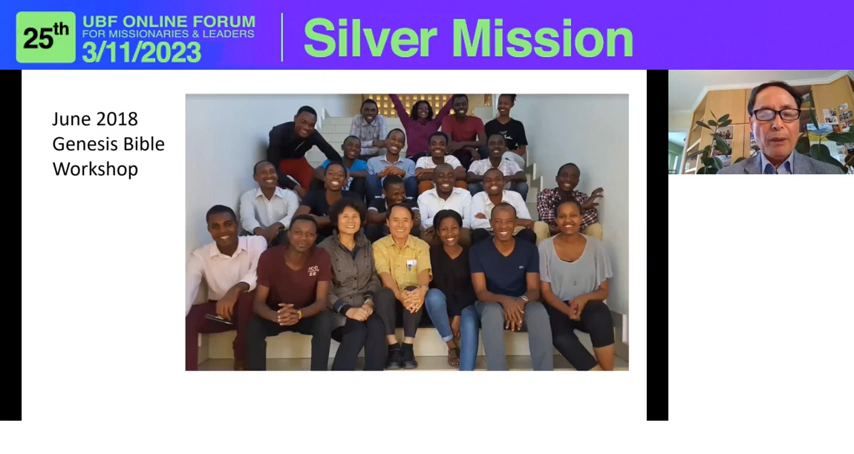 25th
UBF ONLINE FORUM
FOR MISSIONARIES & LEADERS
3/11/2023
Silver Mission
June 2018
Genesis Bible
Workshop